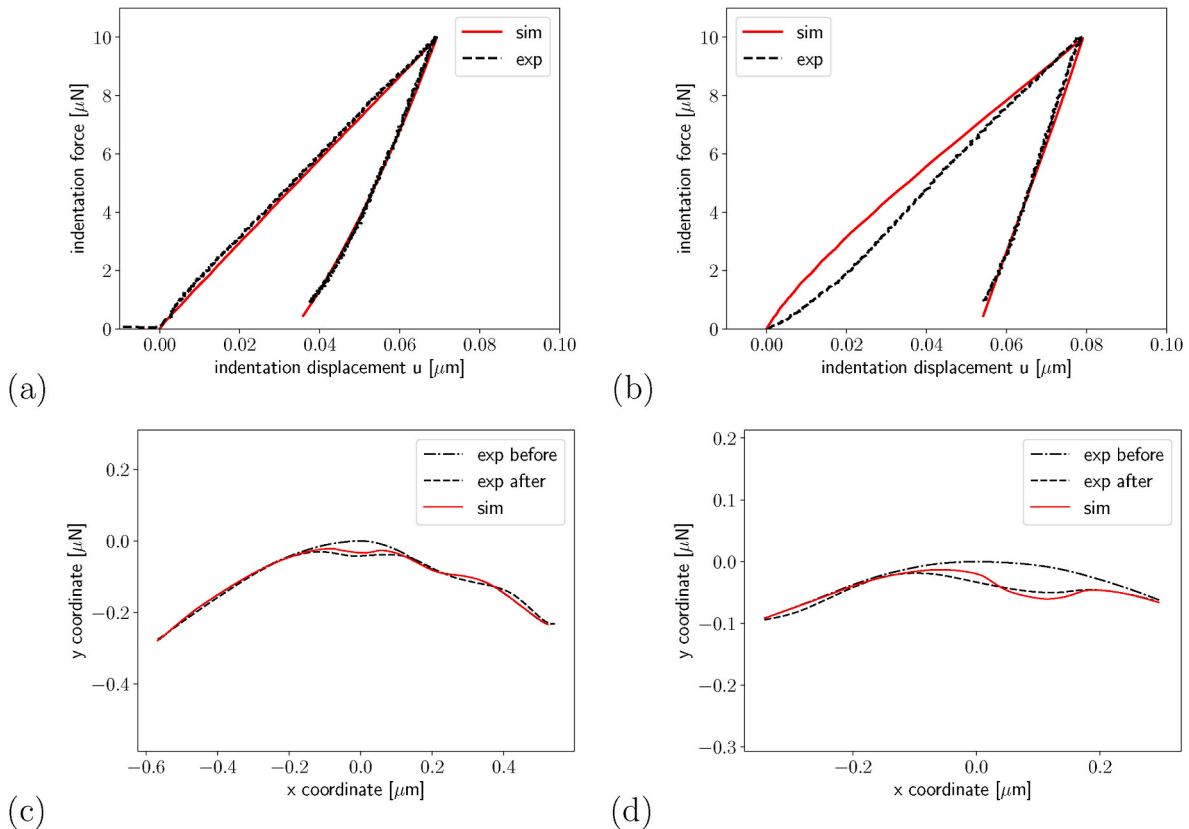 sim
exp
indentation force [μN]
10
8
6
4
2
0
0.00 0.02 0.04 0.06 0.08 0.10
indentation displacement u [μm]
(a)
sim
exp
indentation force [μN]
10
8
6
4
2
0
0.00 0.02 0.04 0.06 0.08 0.10
indentation displacement u [μm]
(b)
exp before
exp after
sim
y coordinate [μN]
0.2
0.0
−0.2
−0.4
−0.6 −0.4 −0.2 0.0 0.2 0.4
x coordinate [μm]
(c)
exp before
exp after
sim
y coordinate [μN]
0.2
0.1
0.0
−0.1
−0.2
−0.3
−0.2 0.0 0.2
x coordinate [μm]
(d)